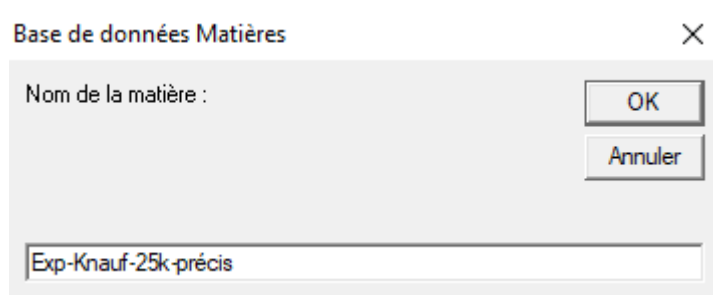 Base de données Matières
Nom de la matière :
OK
Annuler
Exp-Knauf-25k-précis